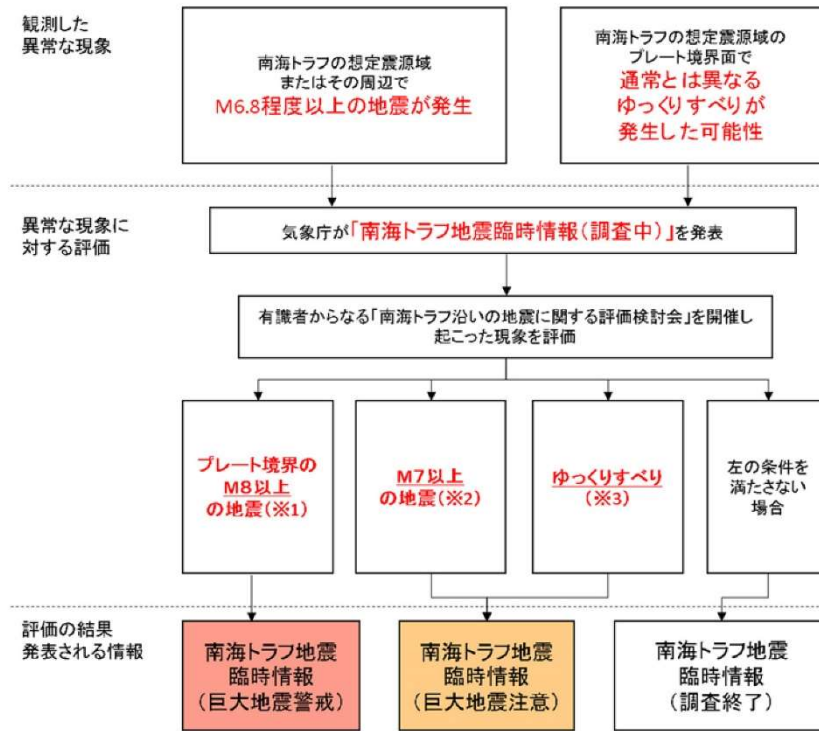 観測した
異常な現象
南海トラフの想定震源域
またはその周辺で
M6.8程度以上の地震が発生
南海トラフの想定震源域の
プレート境界面で
通常とは異なる
ゆっくりすべりが
発生した可能性
異常な現象に
対する評価
気象庁が「南海トラフ地震臨時情報(調査中)」を発表
有識者からなる「南海トラフ沿いの地震に関する評価検討会」を開催し
起こった現象を評価
プレート境界の
M8以上
の地震(※1)
M7以上
の地震(※2)
ゆっくりすべり
(※3)
左の条件を
満たさない
場合
評価の結果
発表される情報
南海トラフ地震
臨時情報
(巨大地震警戒)
南海トラフ地震
臨時情報
(巨大地震注意)
南海トラフ地震
臨時情報
(調査終了)